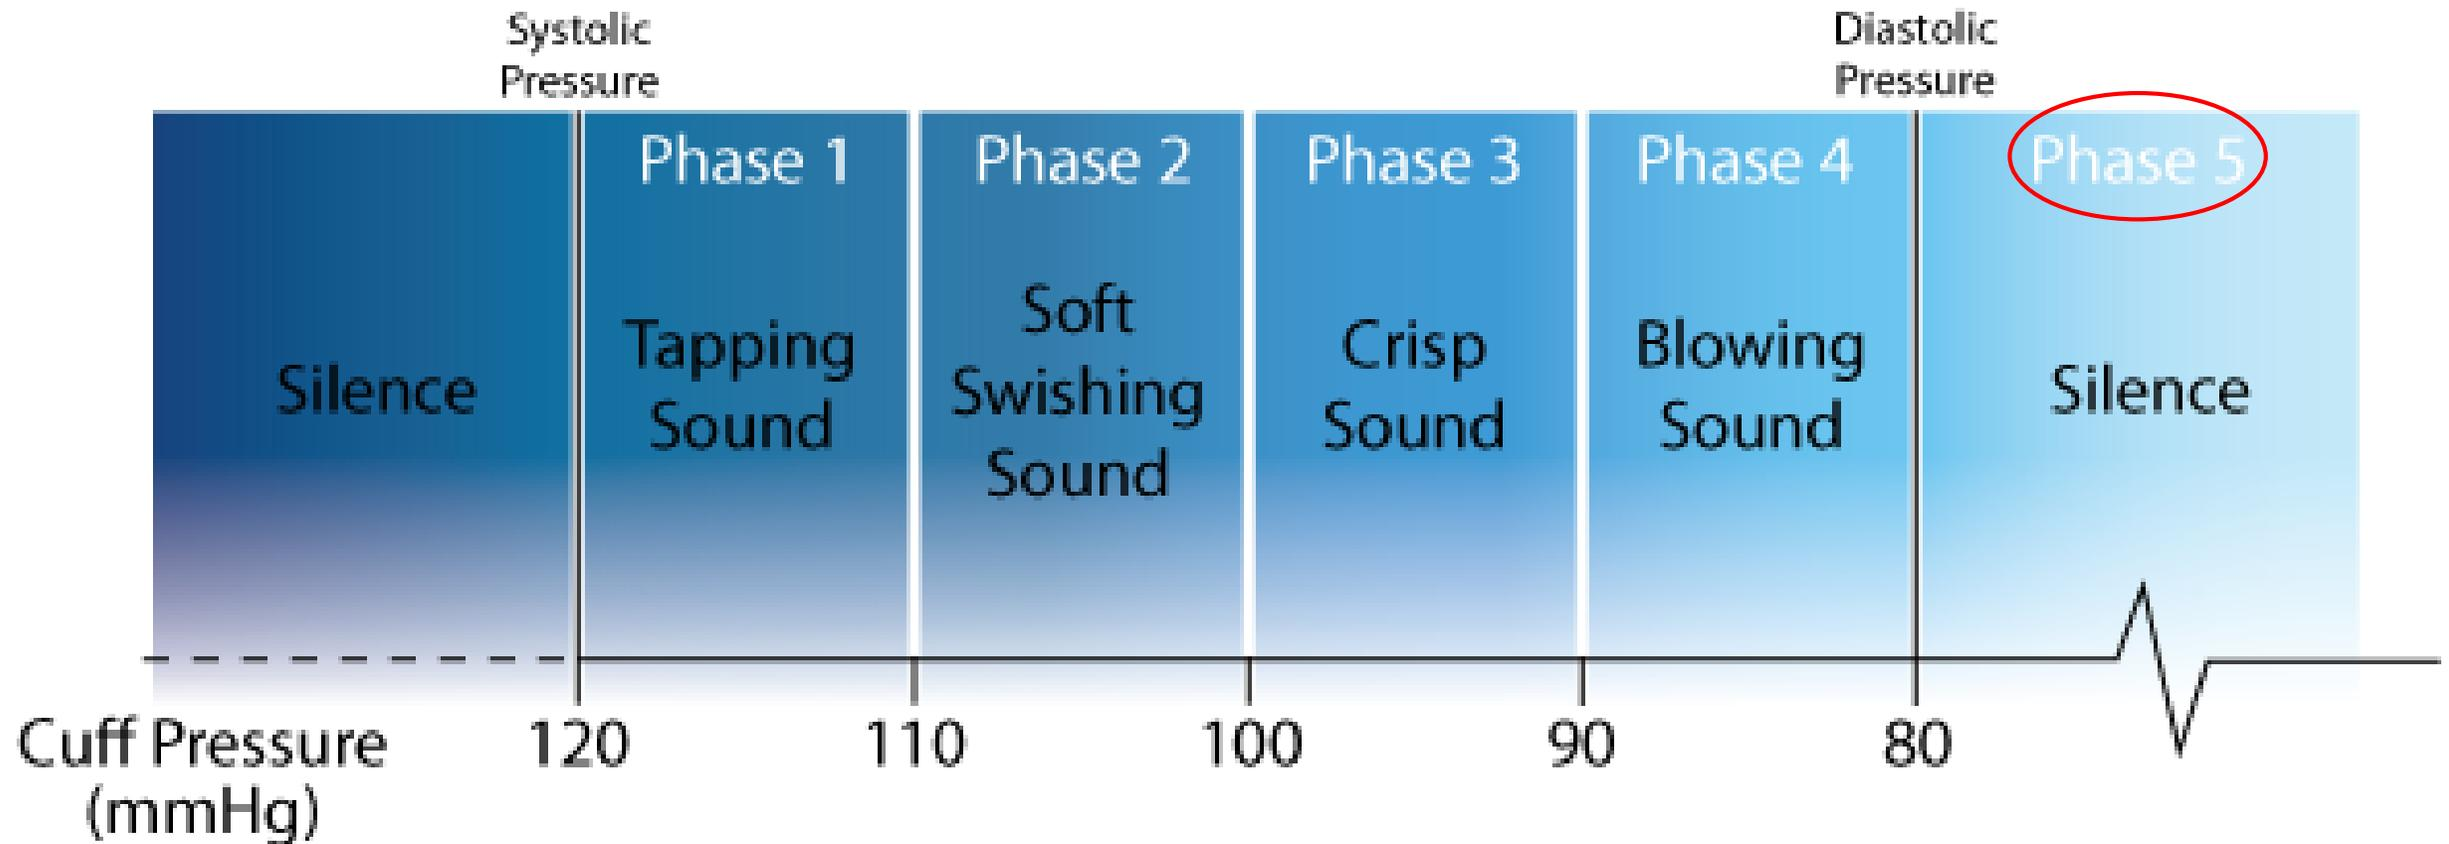 Systolic
Pressure
Diastolic
Pressure
Phase 1
Phase 2
Phase 3
Phase 4
Phase 5
Silence
Tapping
Sound
Soft
Swishing
Sound
Crisp
Sound
Blowing
Sound
Silence
Cuff Pressure
(mmHg)
120
110
100
90
80